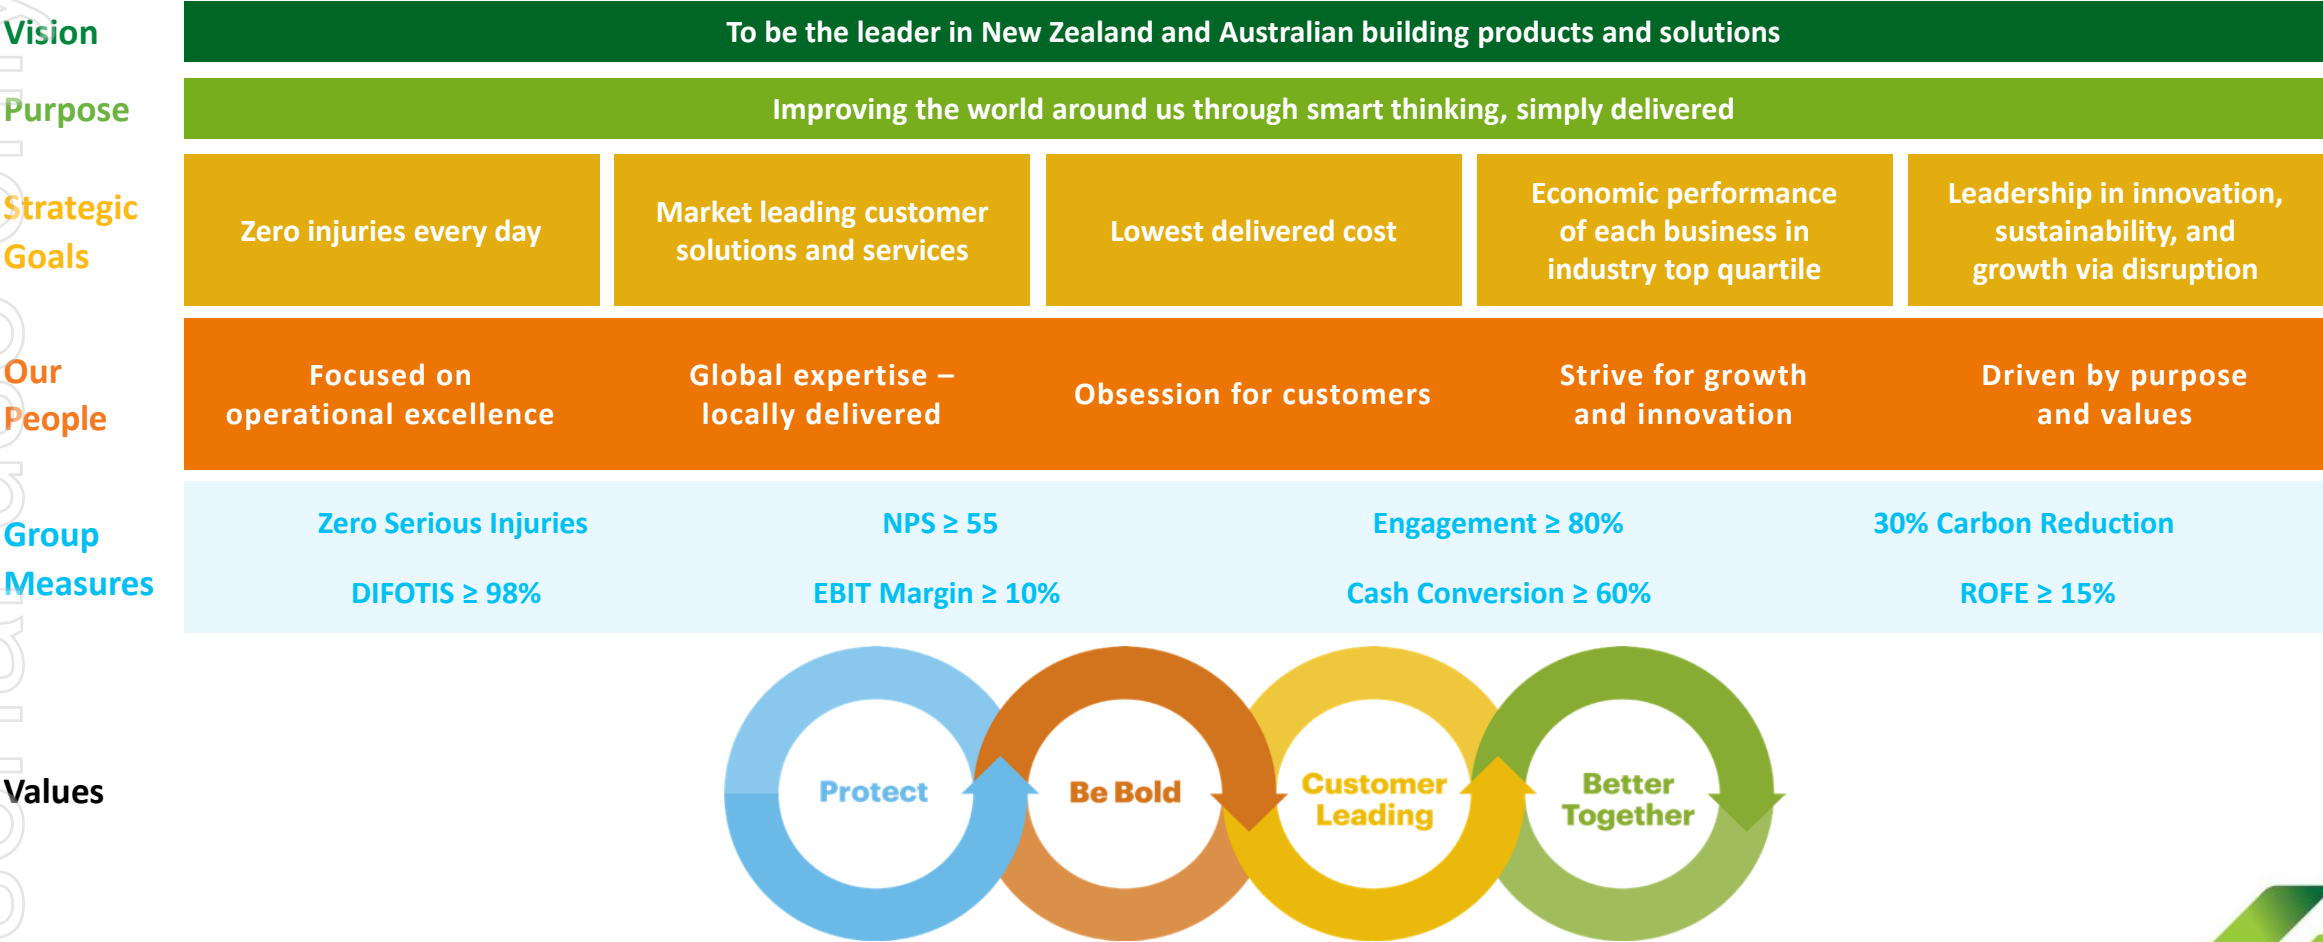 Vision
To be the leader in New Zealand and Australian building products and solutions
Purpose
Improving the world around us through smart thinking, simply delivered
Strategic
Goals
Zero injuries every day
Market leading customer
solutions and services
Lowest delivered cost
Economic performance
of each business in
industry top quartile
Leadership in innovation,
sustainability, and
growth via disruption
Our
People
Focused on
operational excellence
Global expertise –
locally delivered
Obsession for customers
Strive for growth
and innovation
Driven by purpose
and values
Group
Measures
Zero Serious Injuries
NPS ≥ 55
Engagement ≥ 80%
30% Carbon Reduction
DIFOTIS ≥ 98%
EBIT Margin ≥ 10%
Cash Conversion ≥ 60%
ROFE ≥ 15%
Values
Protect
Be Bold
Customer
Leading
Better
Together